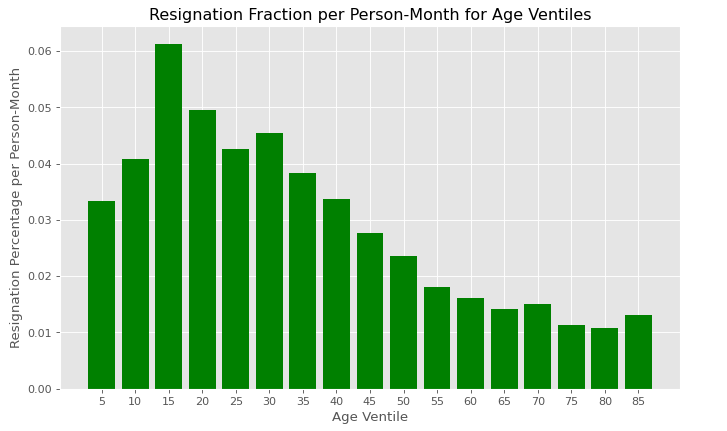 Resignation Fraction per Person-Month for Age Ventiles
Resignation Percentage per Person-Month
0.06
0.05
0.04
0.03
0.02
0.01
0.00
5 10 15 20 25 30 35 40 45 50 55 60 65 70 75 80 85
Age Ventile